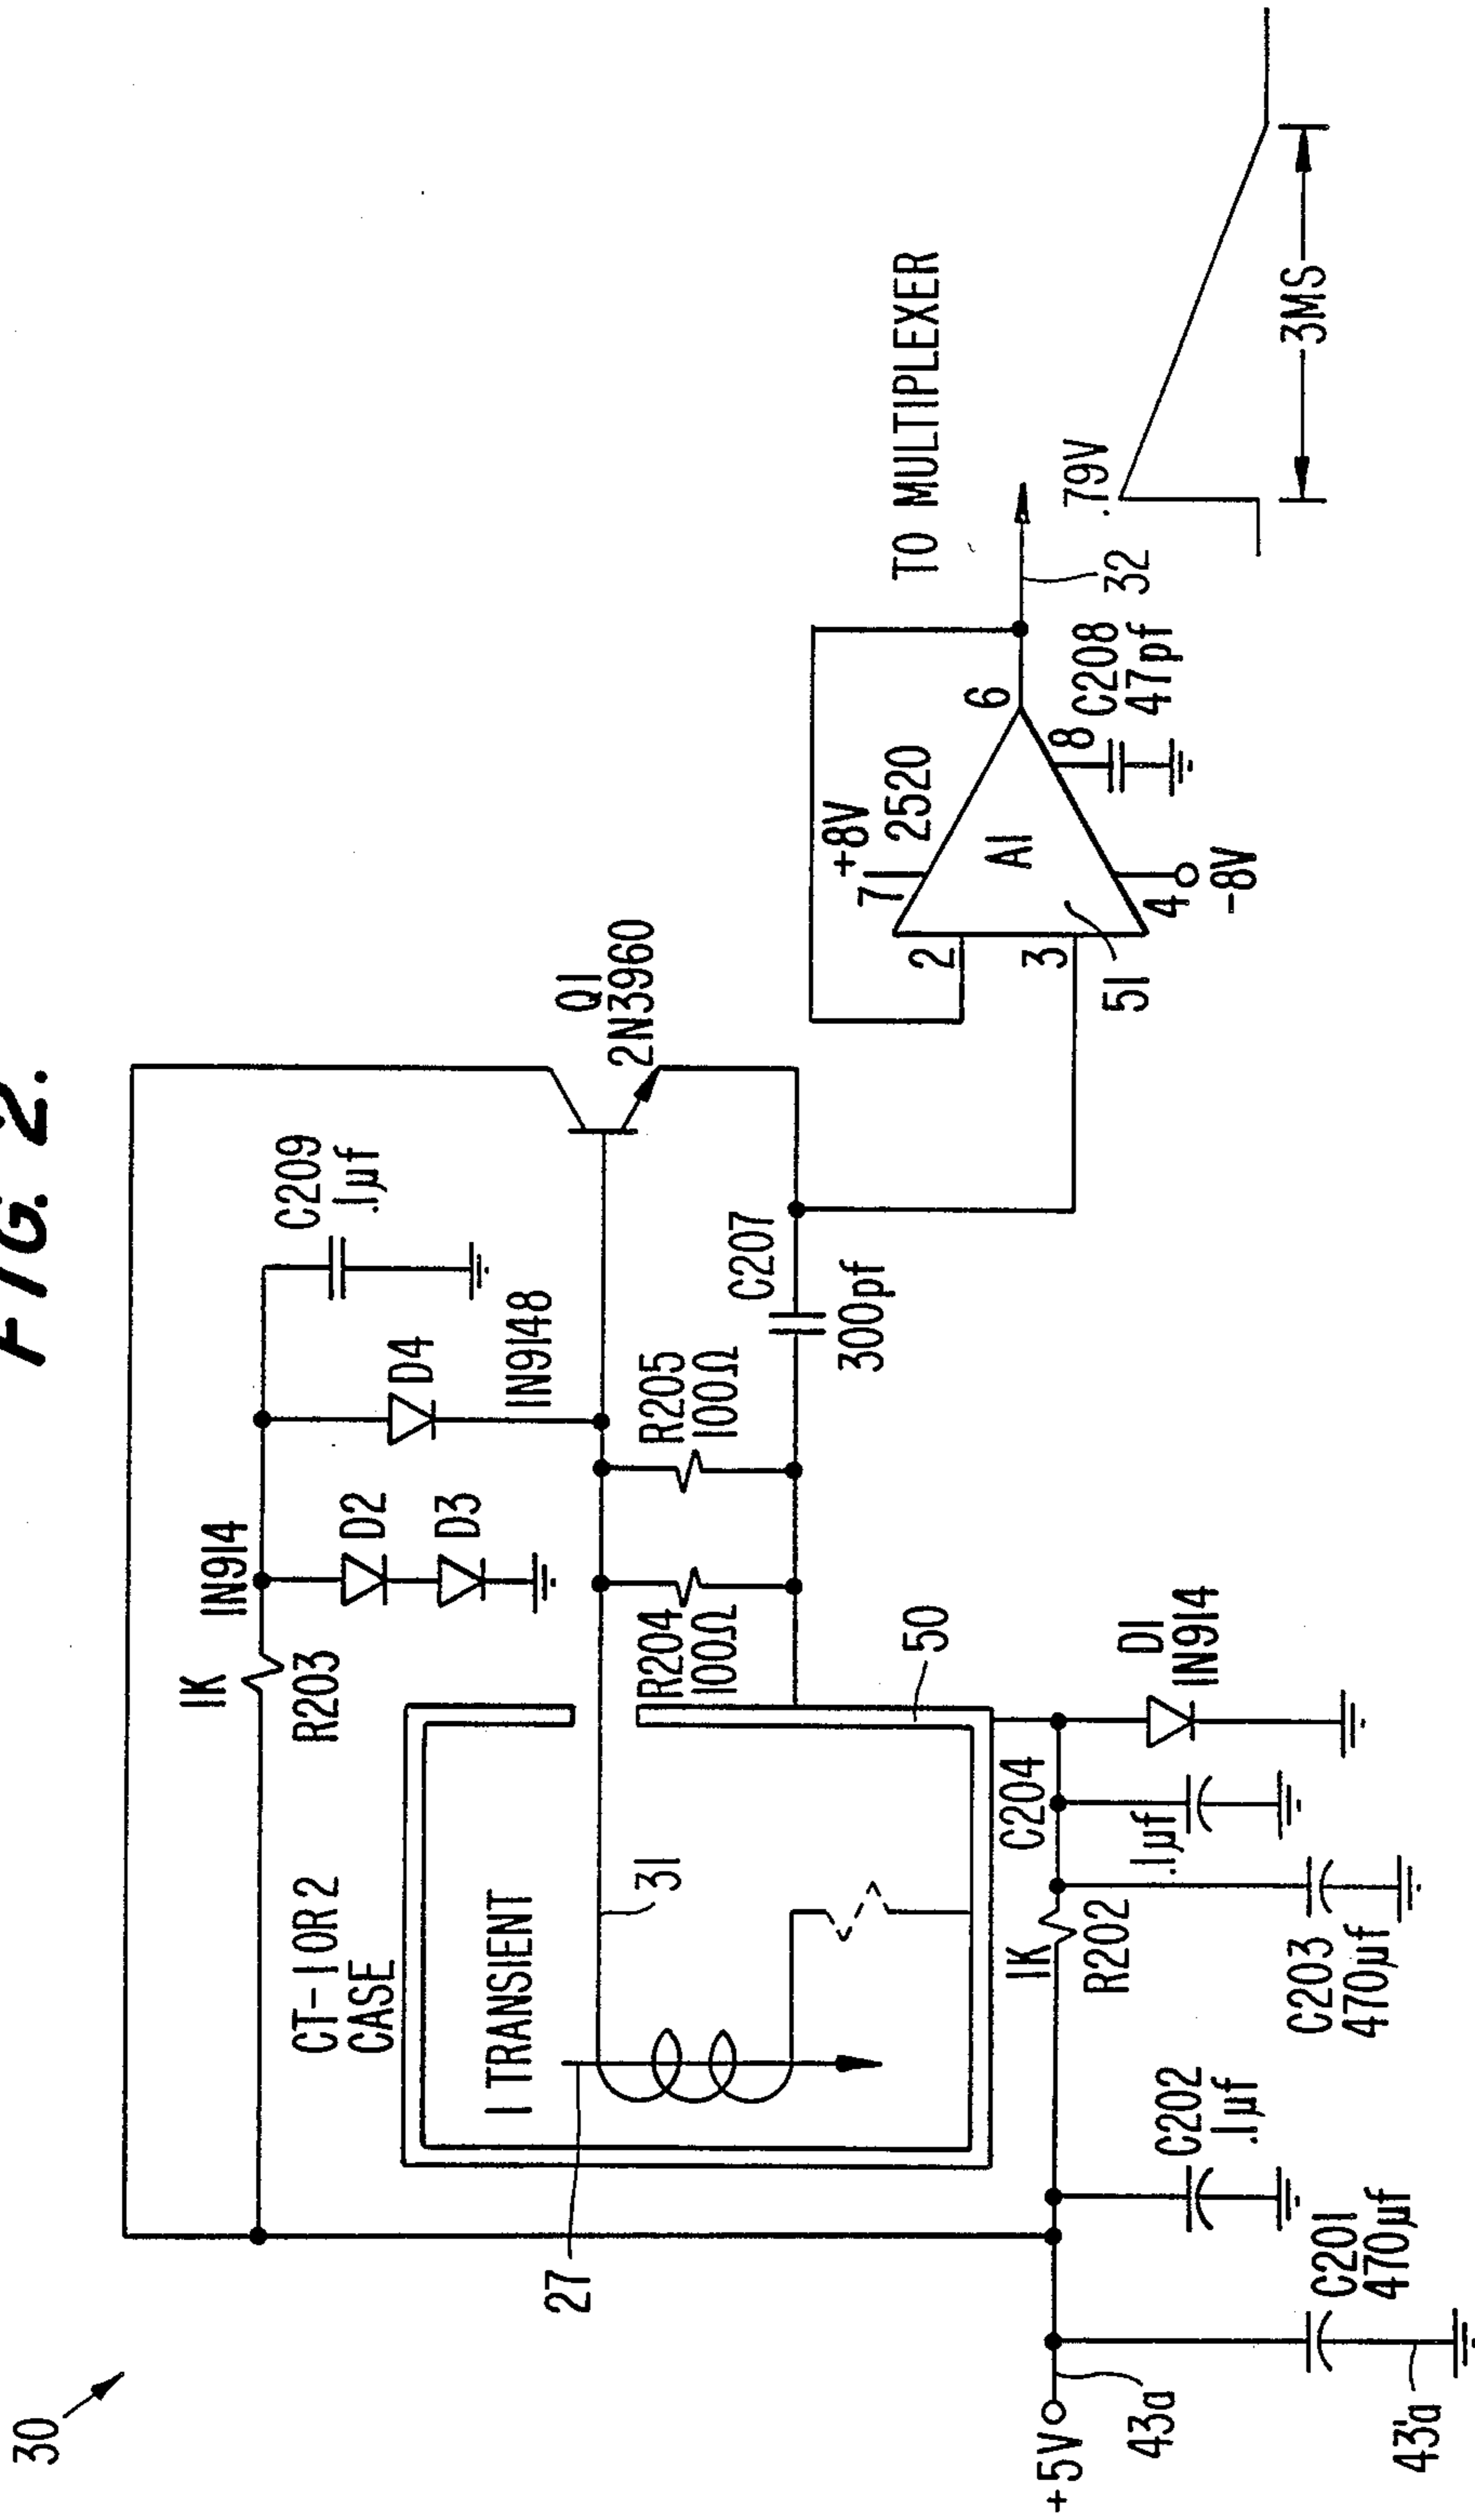 FIG. 2.
30
1K
R203
IN914
D2
D3
C209
.1µf
D4
IN9148
Q1
2N3960
CT-1 OR 2
CASE
I TRANSIENT
31
27
R204
100Ω
R205
100Ω
C207
300pf
50
+8V
7
2520
2
3
A1
6
8
C208
47pf
4
-8V
51
TO MULTIPLEXER
32
.79V
3MS
+5V
43a
C201
470µf
43'a
C202
.1µf
1K
R202
C203
470µf
C204
.1µf
D1
IN914